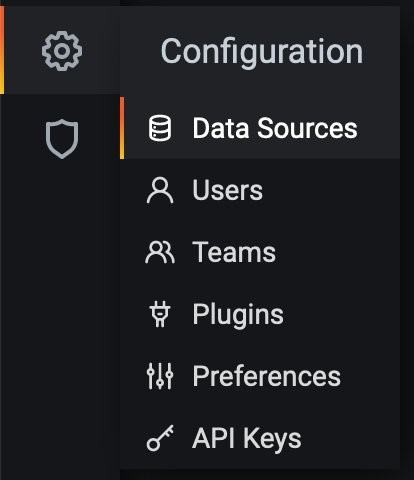 Configuration
Data Sources
Users
Teams
Plugins
Preferences
API Keys